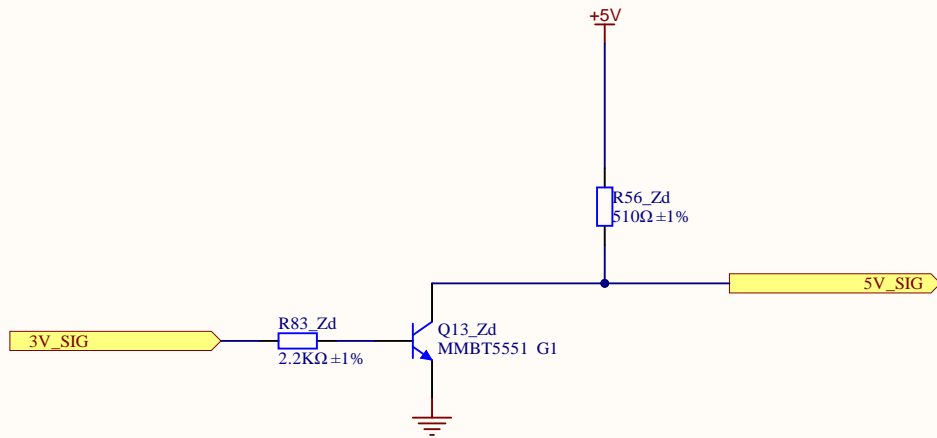 +5V
R56_Zd
510Ω ±1%
5V_SIG
R83_Zd
3V_SIG
2.2KΩ ±1%
Q13_Zd
MMBT5551 G1